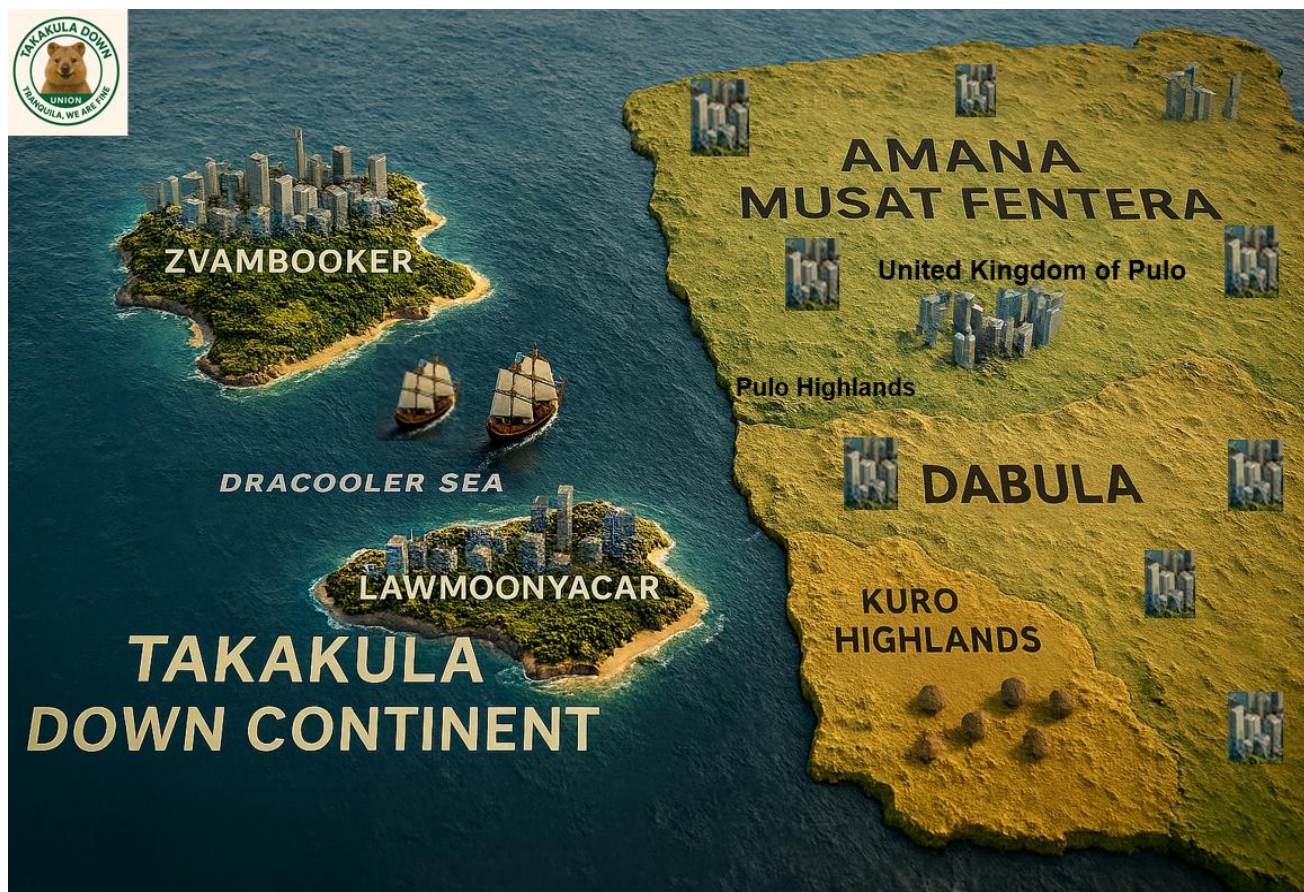 TAKAKULA DOWN
UNION
TRANQUILA, WE ARE FINE
AMANA
MUSAT FENTERA
ZVAMBOOKER
United Kingdom of Pulo
Pulo Highlands
DRACOOLER SEA
DABULA
LAWMOONYACAR
KURO
HIGHLANDS
TAKAKULA
DOWN CONTINENT